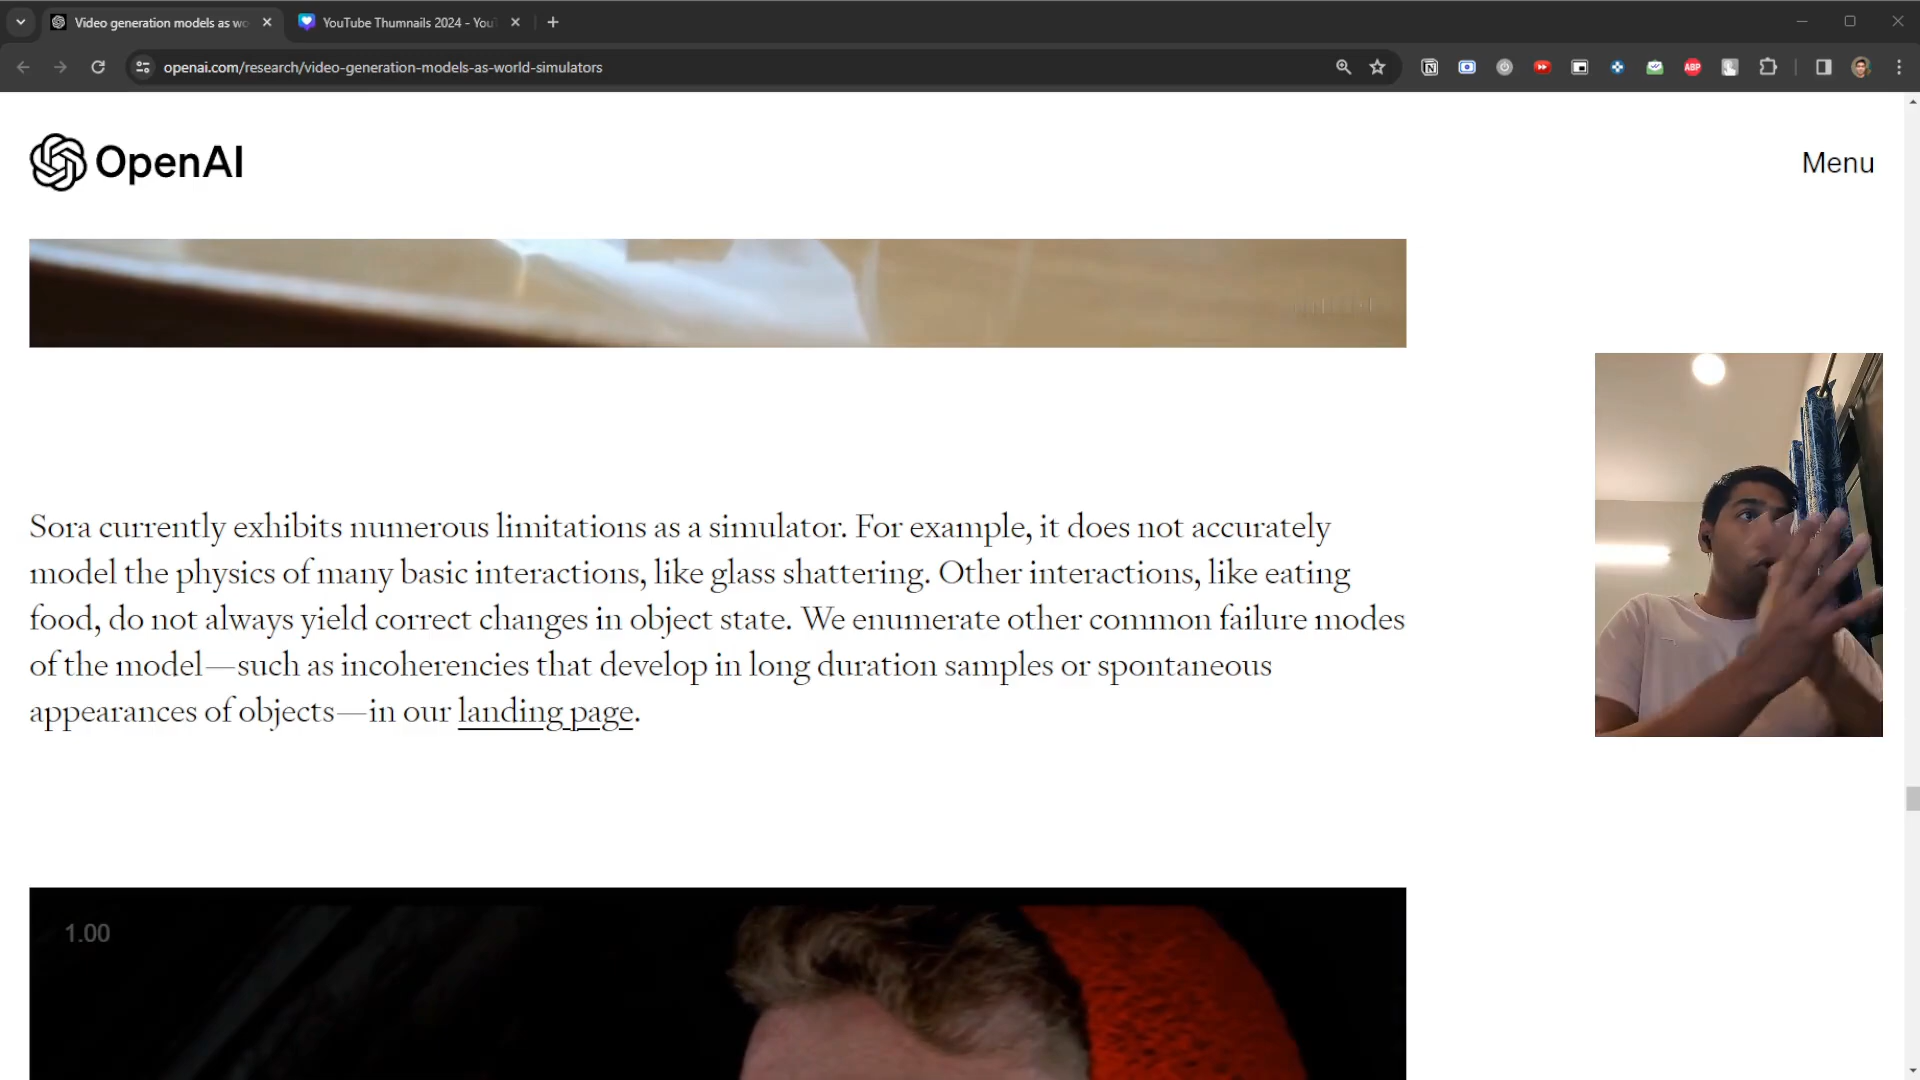 Video generation models as wo
YouTube Thumnails 2024 - You
openai.com/research/video-generation-models-as-world-simulators
ABP
OpenAI
Menu
Sora currently exhibits numerous limitations as a simulator. For example, it does not accurately
model the physics of many basic interactions, like glass shattering. Other interactions, like eating
food, do not always yield correct changes in object state. We enumerate other common failure modes
of the model—such as incoherencies that develop in long duration samples or spontaneous
appearances of objects—in our landing page.
1.00